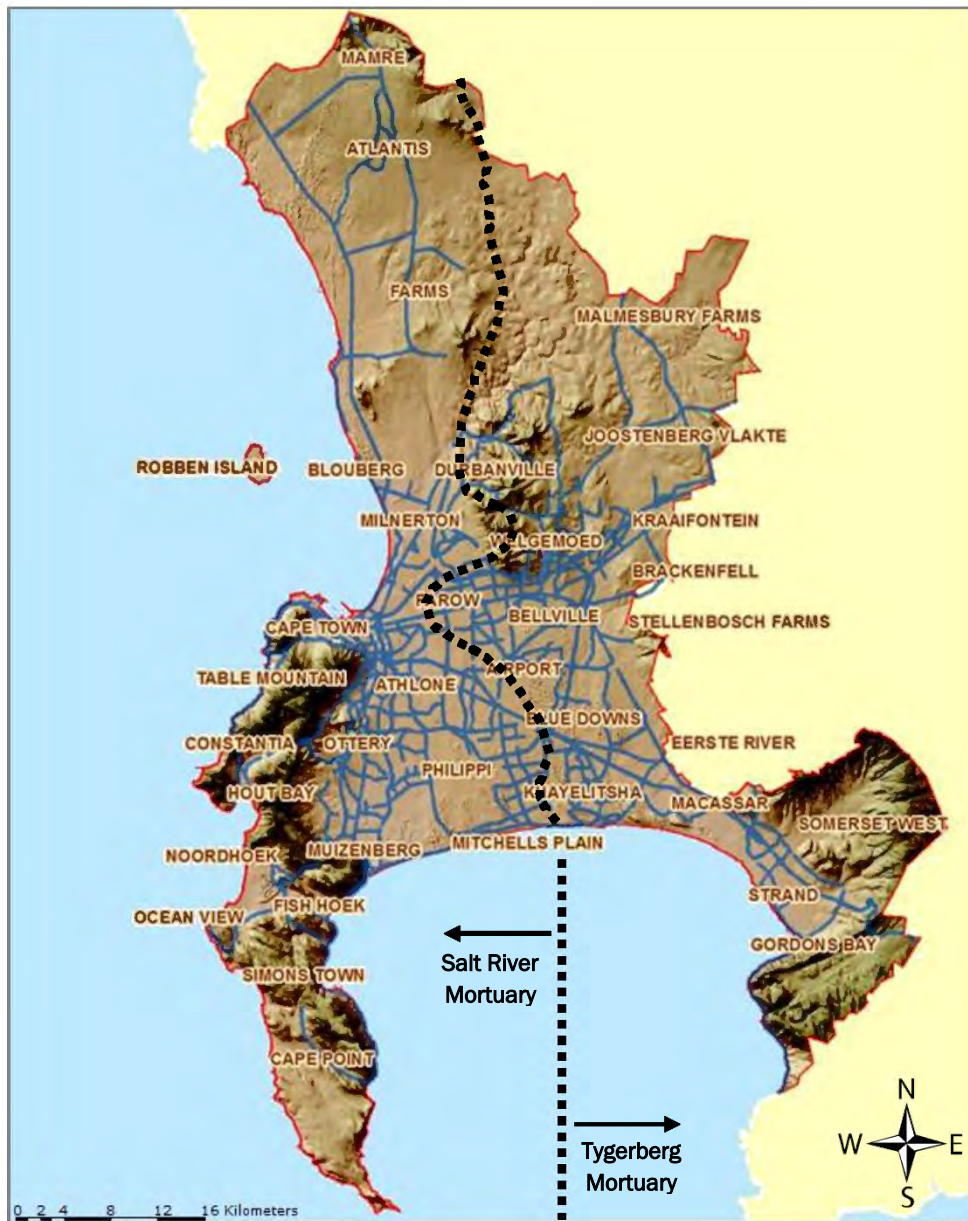 MAMRE
ATLANTIS
FARMS
MALMESBURY FARMS
JOOSTENBERG VLAKTE
ROBBEN ISLAND
BLOUBERG
DURBANVILLE
MILNERTON
KRAAIFONTEIN
WELGEMOED
BRACKENFELL
PAROW
BELLVILLE
STELLENBOSCH FARMS
CAPE TOWN
AIRPORT
TABLE MOUNTAIN
ATHLONE
BLUE DOWNS
CONSTANTIA
OTTERY
EERSTE RIVER
PHILIPPI
HOUT BAY
KHAYELITSHA
MACASSAR
SOMERSET WEST
MITCHELLS PLAIN
NOORDHOEK
MUIZENBERG
STRAND
FISH HOEK
OCEAN VIEW
GORDONS BAY
Salt River
Mortuary
SIMONS TOWN
CAPE POINT
N
W
E
S
Tygerberg
Mortuary
0 2 4 8 12 16 Kilometers